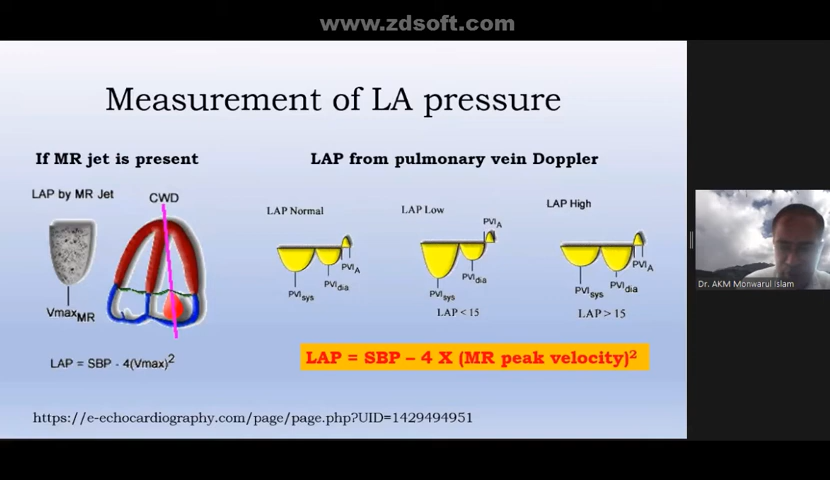 www.zdsoft.com
Measurement of LA pressure
If MR jet is present
LAP by MR Jet
CWD
VmaxMR
LAP = SBP - 4(Vmax)2
LAP from pulmonary vein Doppler
LAP Normal
PVIsys
PVIdia
PVIA
LAP Low
PVIA
PVIsys
PVIdia
LAP < 15
LAP High
PVIsys
PVIdia
PVIA
LAP > 15
LAP = SBP – 4 X (MR peak velocity)2
https://e-echocardiography.com/page/page.php?UID=1429494951
Dr. AKM Monwarul Islam